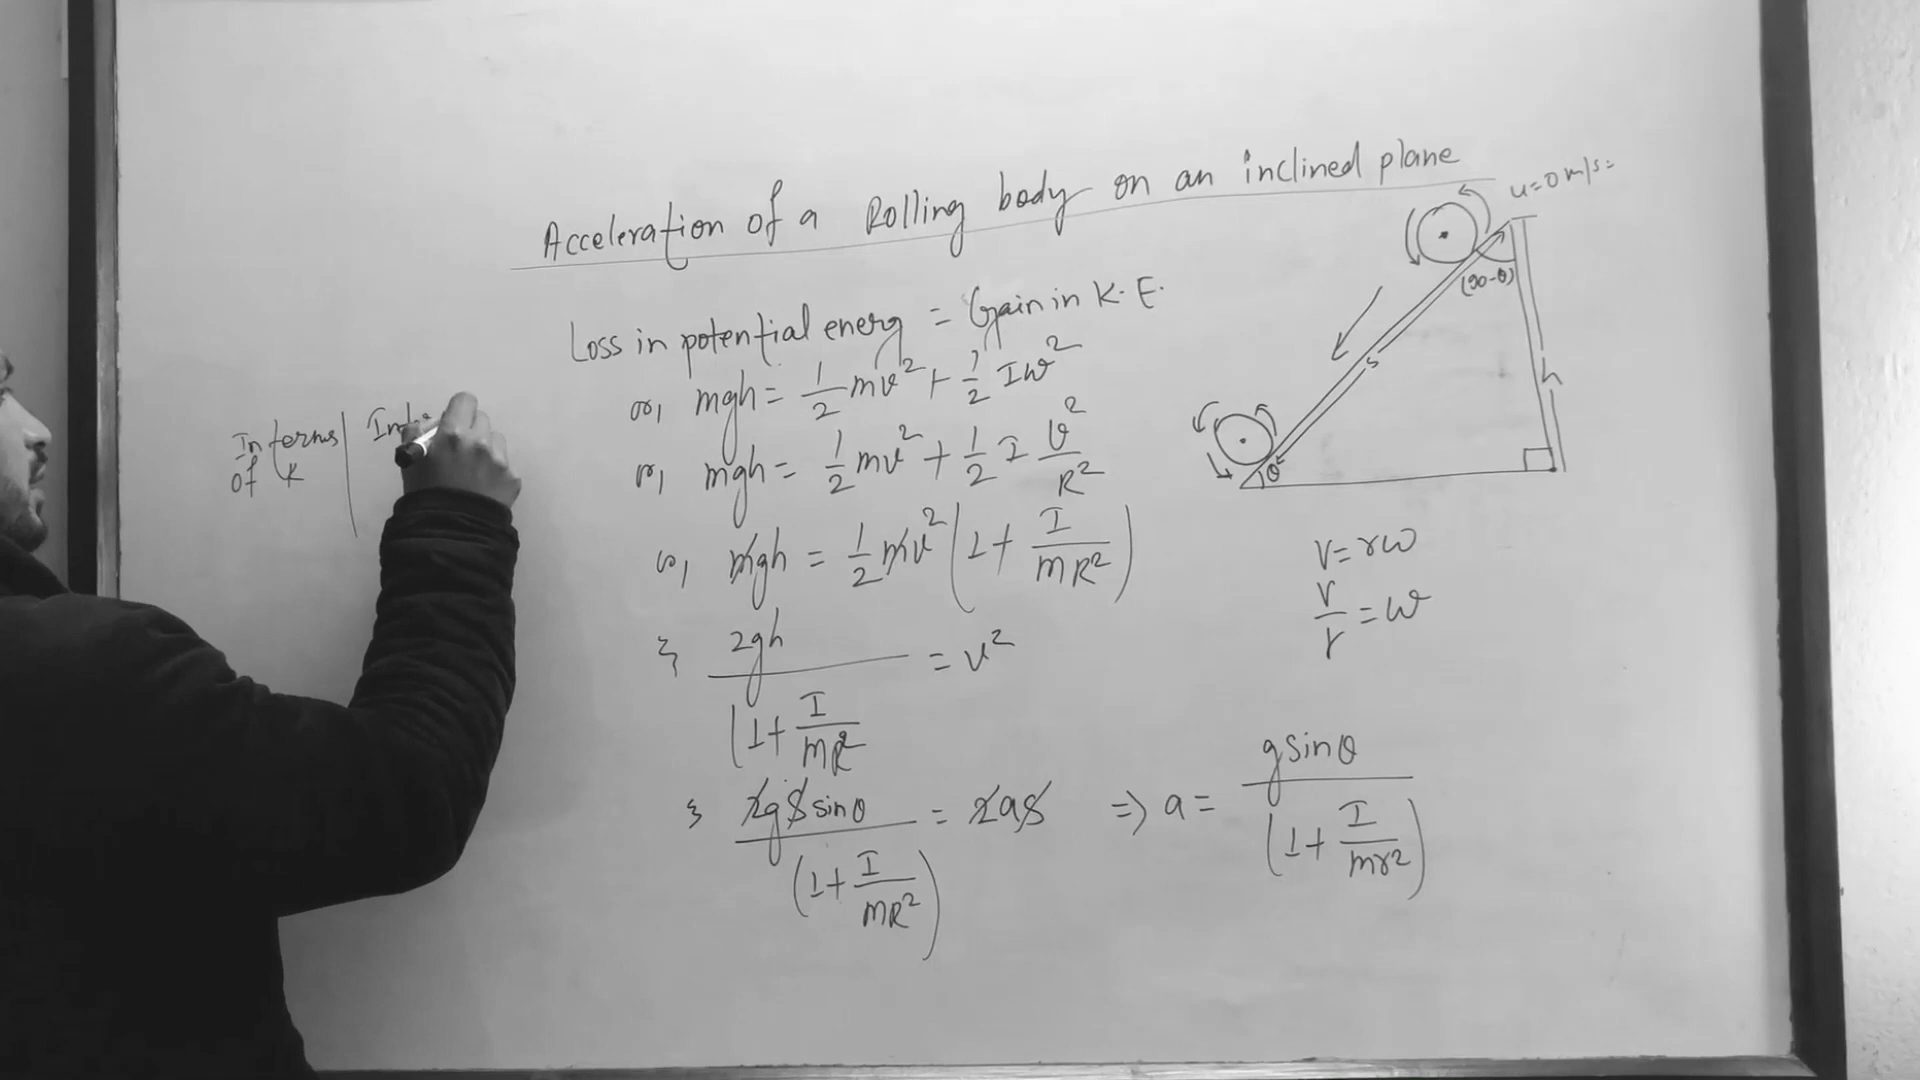 Acceleration of a Rolling body on an inclined plane
u=0 m/s
Loss in potential energy = Gain in K.E.
or, mgh = 1/2 mv² + 1/2 Iω²
or, mgh = 1/2 mv² + 1/2 I v²/R²
or, mgh = 1/2 mv² (1 + I/mR²)
2gh / (1 + I/mR² = v²
2gs sinθ / (1 + I/mR²) = 2as => a = gsinθ / (1 + I/mr²)
(90-θ)
s
h
θ
v=rω
v/r = ω
In terms
of K